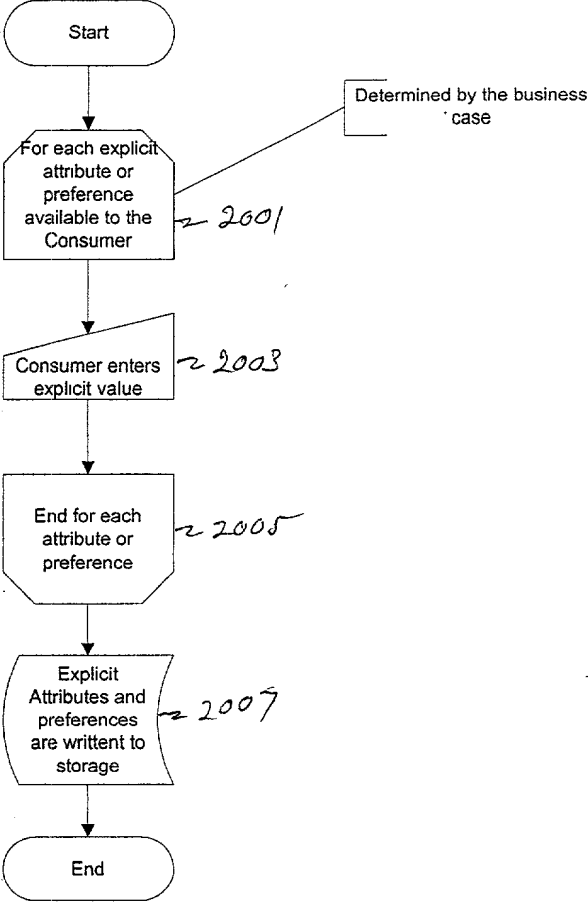 Start
Determined by the business
case
For each explicit
attribute or
preference
available to the
Consumer
2001
Consumer enters
explicit value
2003
End for each
attribute or
preference
2005
Explicit
Attributes and
preferences
are writtent to
storage
2007
End